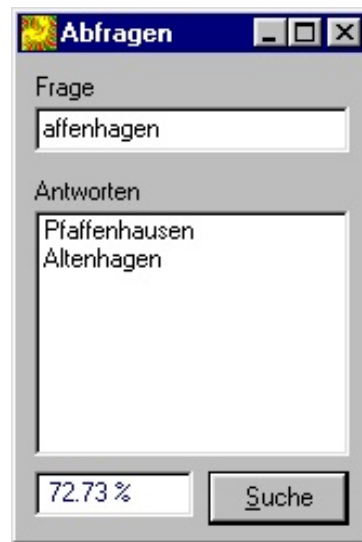 Abfragen
Frage
affenhagen
Antworten
Pfaffenhausen
Altenhagen
72.73 %
Suche